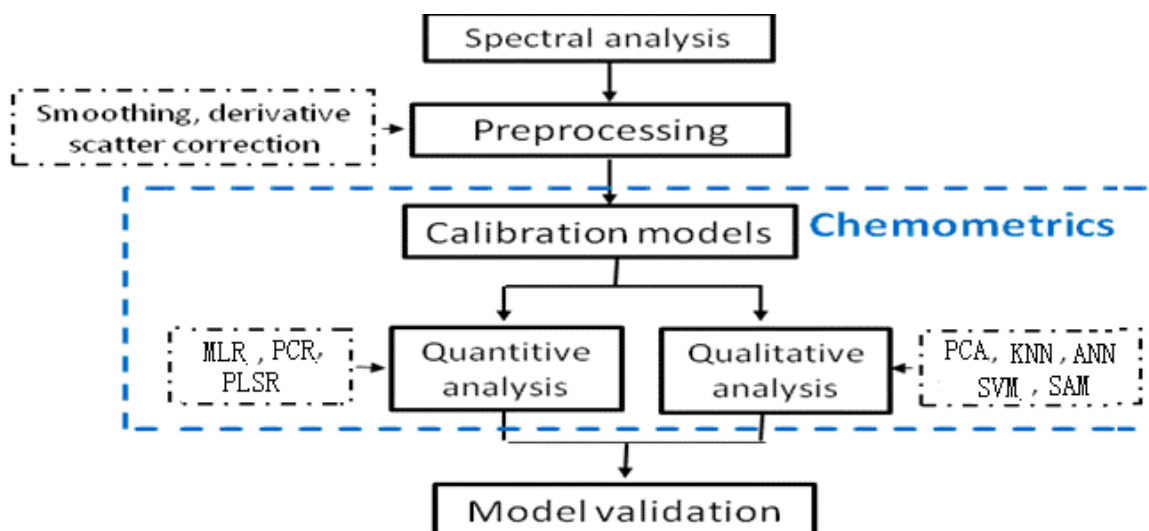 Spectral analysis
Smoothing, derivative
scatter correction
Preprocessing
Calibration models
Chemometrics
MLR , PCR,
PLSR
Quantitive
analysis
Qualitative
analysis
PCA, KNN, ANN
SVM , SAM
Model validation